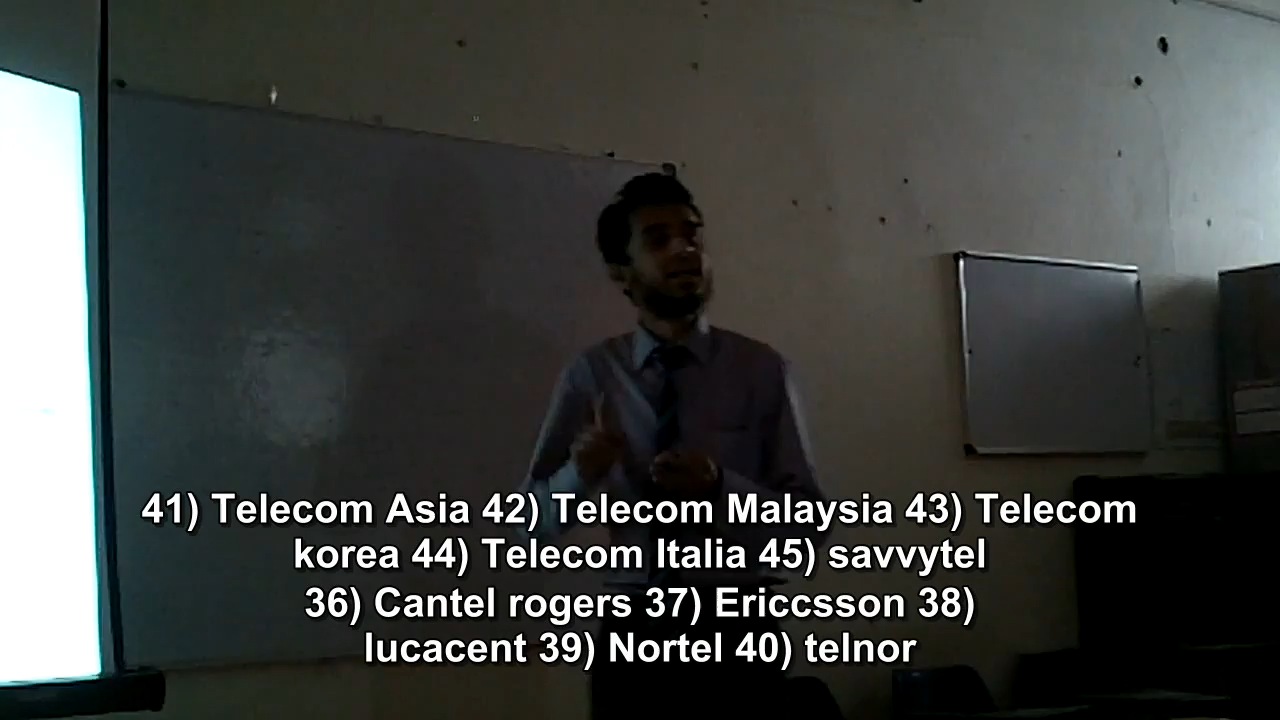 41) Telecom Asia 42) Telecom Malaysia 43) Telecom
korea 44) Telecom Italia 45) savvytel
36) Cantel rogers 37) Ericcsson 38)
lucacent 39) Nortel 40) telnor